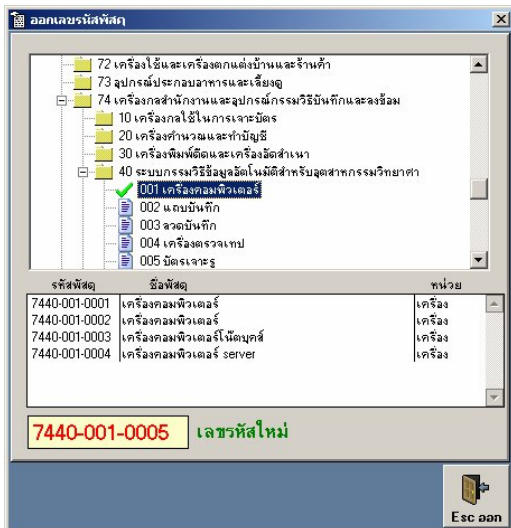 ออกเลขรหัสพัสดุ
72 เครื่องใช้และเครื่องตกแต่งบ้านและร้านค้า
73 อุปกรณ์ประกอบอาหารและเลี้ยงดู
74 เครื่องกลสำนักงานและอุปกรณ์กรรมวิธีบันทึกและลงข้อม
10 เครื่องกลใช้ในการเจาะบัตร
20 เครื่องคำนวณและทำบัญชี
30 เครื่องพิมพ์ดีดและเครื่องอัดสำเนา
40 ระบบกรรมวิธีข้อมูลอัตโนมัติสำหรับอุตสาหกรรมวิทยาศา
001 เครื่องคอมพิวเตอร์
002 แถบบันทึก
003 ลวดบันทึก
004 เครื่องตรวจเทป
005 บัตรเจาะรู
รหัสพัสดุ ชื่อพัสดุ หน่วย
7440-001-0001 เครื่องคอมพิวเตอร์ เครื่อง
7440-001-0002 เครื่องคอมพิวเตอร์ เครื่อง
7440-001-0003 เครื่องคอมพิวเตอร์โน๊ตบุคส์ เครื่อง
7440-001-0004 เครื่องคอมพิวเตอร์ server เครื่อง
7440-001-0005 เลขรหัสใหม่
Esc ออก